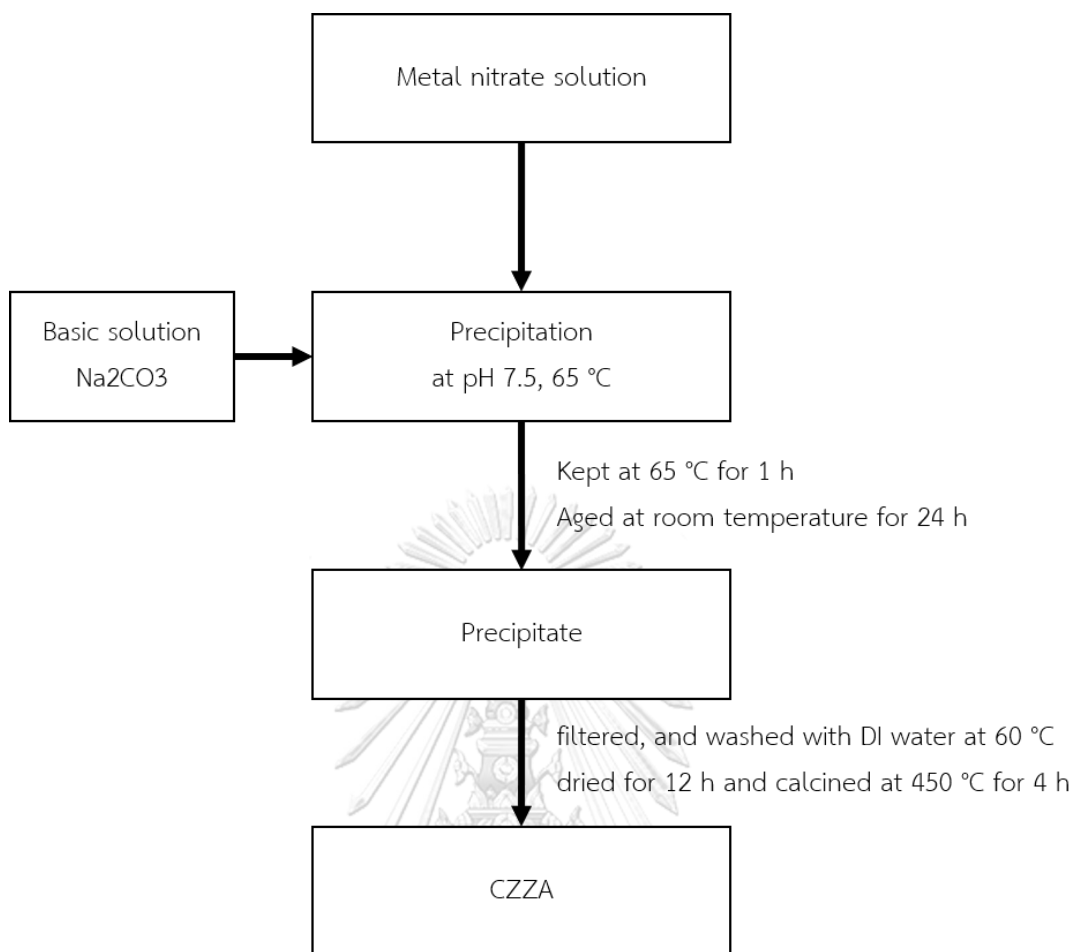 Metal nitrate solution
Basic solution
Na2CO3
Precipitation
at pH 7.5, 65 °C
Kept at 65 °C for 1 h
Aged at room temperature for 24 h
Precipitate
filtered, and washed with DI water at 60 °C
dried for 12 h and calcined at 450 °C for 4 h
CZZA